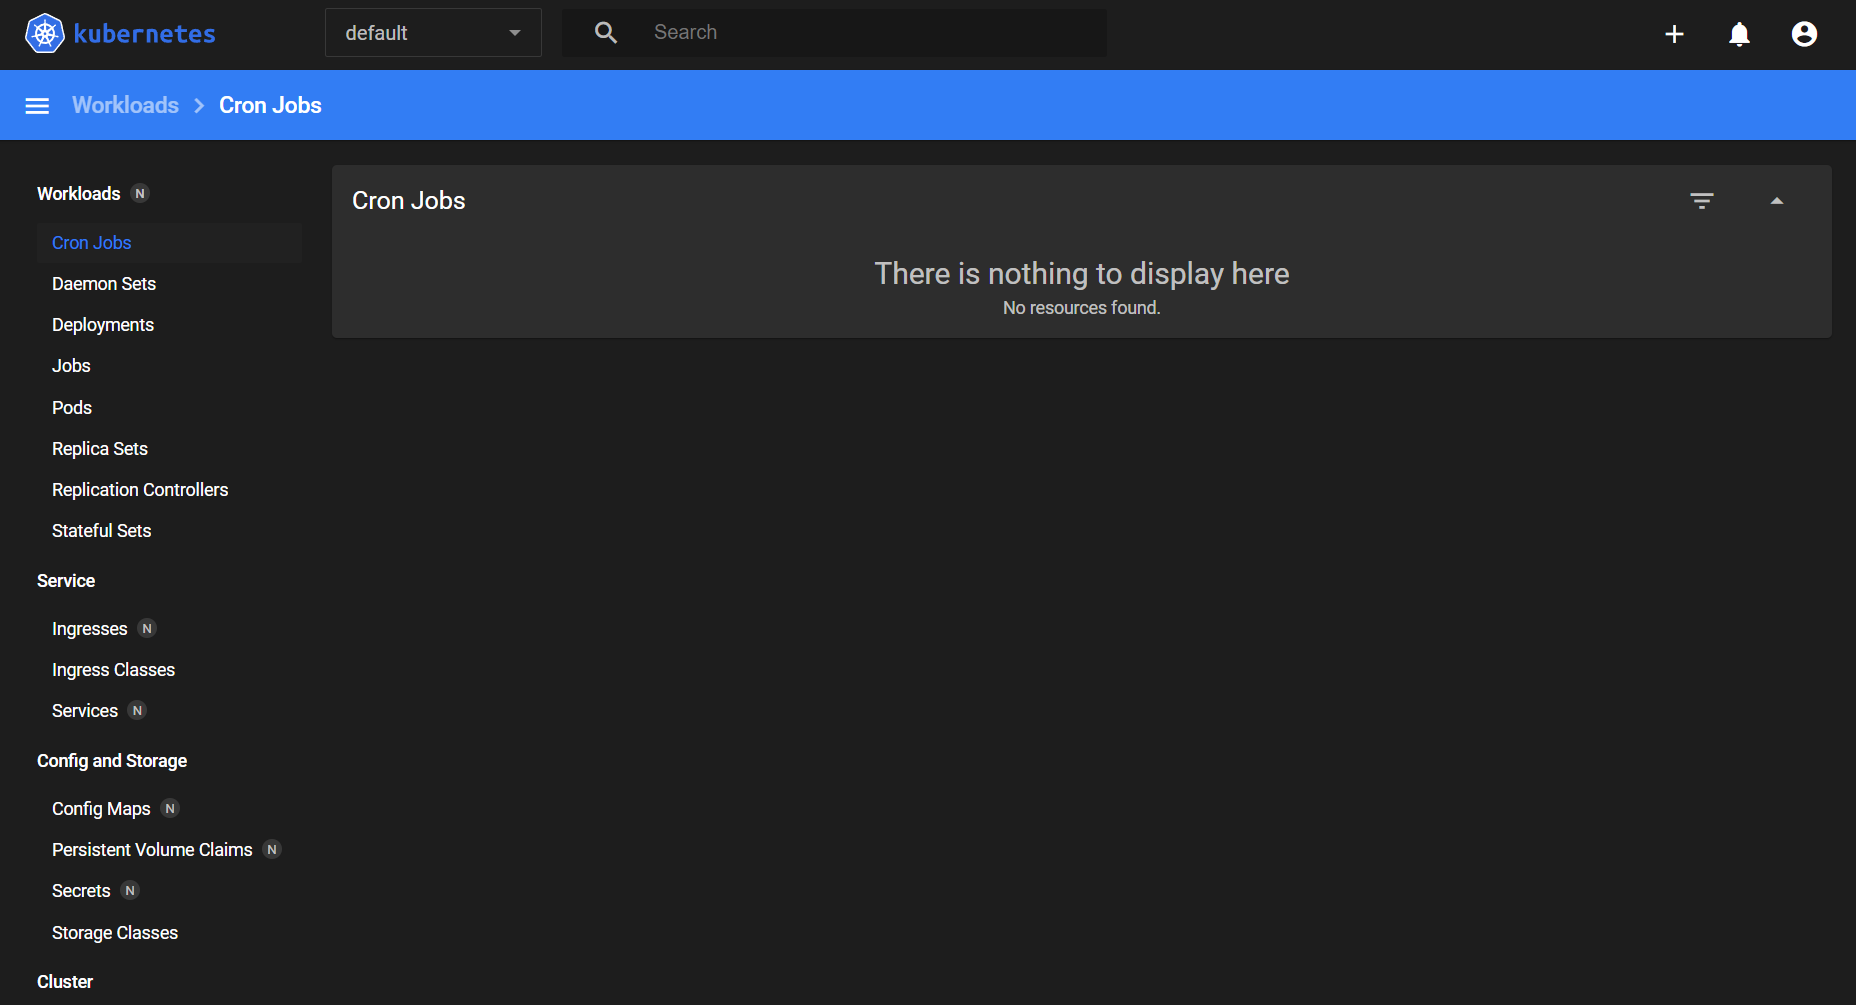 kubernetes
default
Search
Workloads > Cron Jobs
Workloads N
Cron Jobs
Daemon Sets
Deployments
Jobs
Pods
Replica Sets
Replication Controllers
Stateful Sets
Service
Ingresses N
Ingress Classes
Services N
Config and Storage
Config Maps N
Persistent Volume Claims N
Secrets N
Storage Classes
Cluster
Cron Jobs
There is nothing to display here
No resources found.